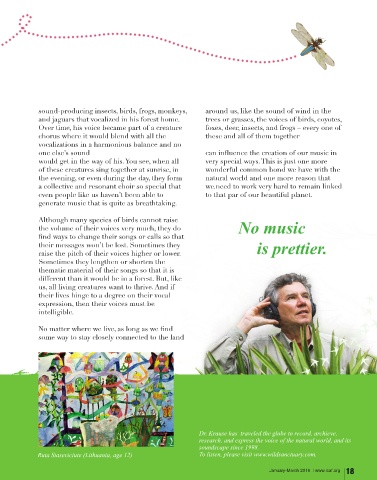 sound-producing insects, birds, frogs, monkeys,
and jaguars that vocalized in his forest home.
Over time, his voice became part of a creature
chorus where it would blend with all the
vocalizations in a harmonious balance and no
one else's sound
would get in the way of his. You see, when all
of these creatures sing together at sunrise, in
the evening, or even during the day, they form
a collective and resonant choir so special that
even people like us haven't been able to
generate music that is quite as breathtaking.
Although many species of birds cannot raise
the volume of their voices very much, they do
find ways to change their songs or calls so that
their messages won't be lost. Sometimes they
raise the pitch of their voices higher or lower.
Sometimes they lengthen or shorten the
thematic material of their songs so that it is
different than it would be in a forest. But, like
us, all living creatures want to thrive. And if
their lives hinge to a degree on their vocal
expression, then their voices must be
intelligible.
No matter where we live, as long as we find
some way to stay closely connected to the land
around us, like the sound of wind in the
trees or grasses, the voices of birds, coyotes,
foxes, deer, insects, and frogs – every one of
these and all of them together
can influence the creation of our music in
very special ways. This is just one more
wonderful common bond we have with the
natural world and one more reason that
we need to work very hard to remain linked
to that par of our beautiful planet.
No music
is prettier.
Dr. Krause has traveled the globe to record, archieve,
research, and express the voice of the natural world, and its
soundscape since 1968
To listen, please visit www.wildsanctuary.com.
(Lithuania, age 13)
January-March 2016 | www.icaf.org 18